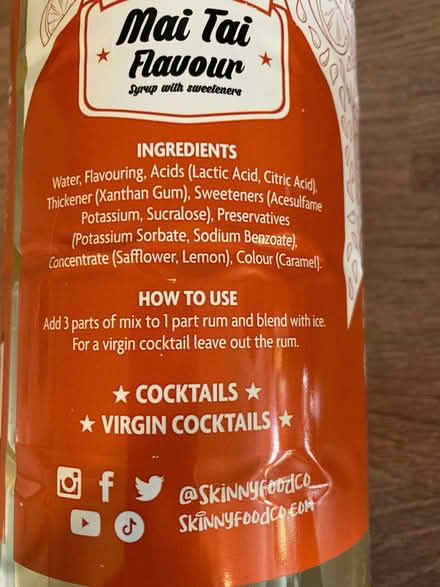 Mai Tai
Flavour
Syrup with sweeteners
INGREDIENTS
Water, Flavouring, Acids (Lactic Acid, Citric Acid),
Thickener (Xanthan Gum), Sweeteners (Acesulfame
Potassium, Sucralose), Preservatives
(Potassium Sorbate, Sodium Benzoate),
Concentrate (Safflower, Lemon), Colour (Caramel).
HOW TO USE
Add 3 parts of mix to 1 part rum and blend with ice.
For a virgin cocktail leave out the rum.
★ COCKTAILS ★
★ VIRGIN COCKTAILS ★
@SKINNYFOODCO
SKINNYFOODCO.COM